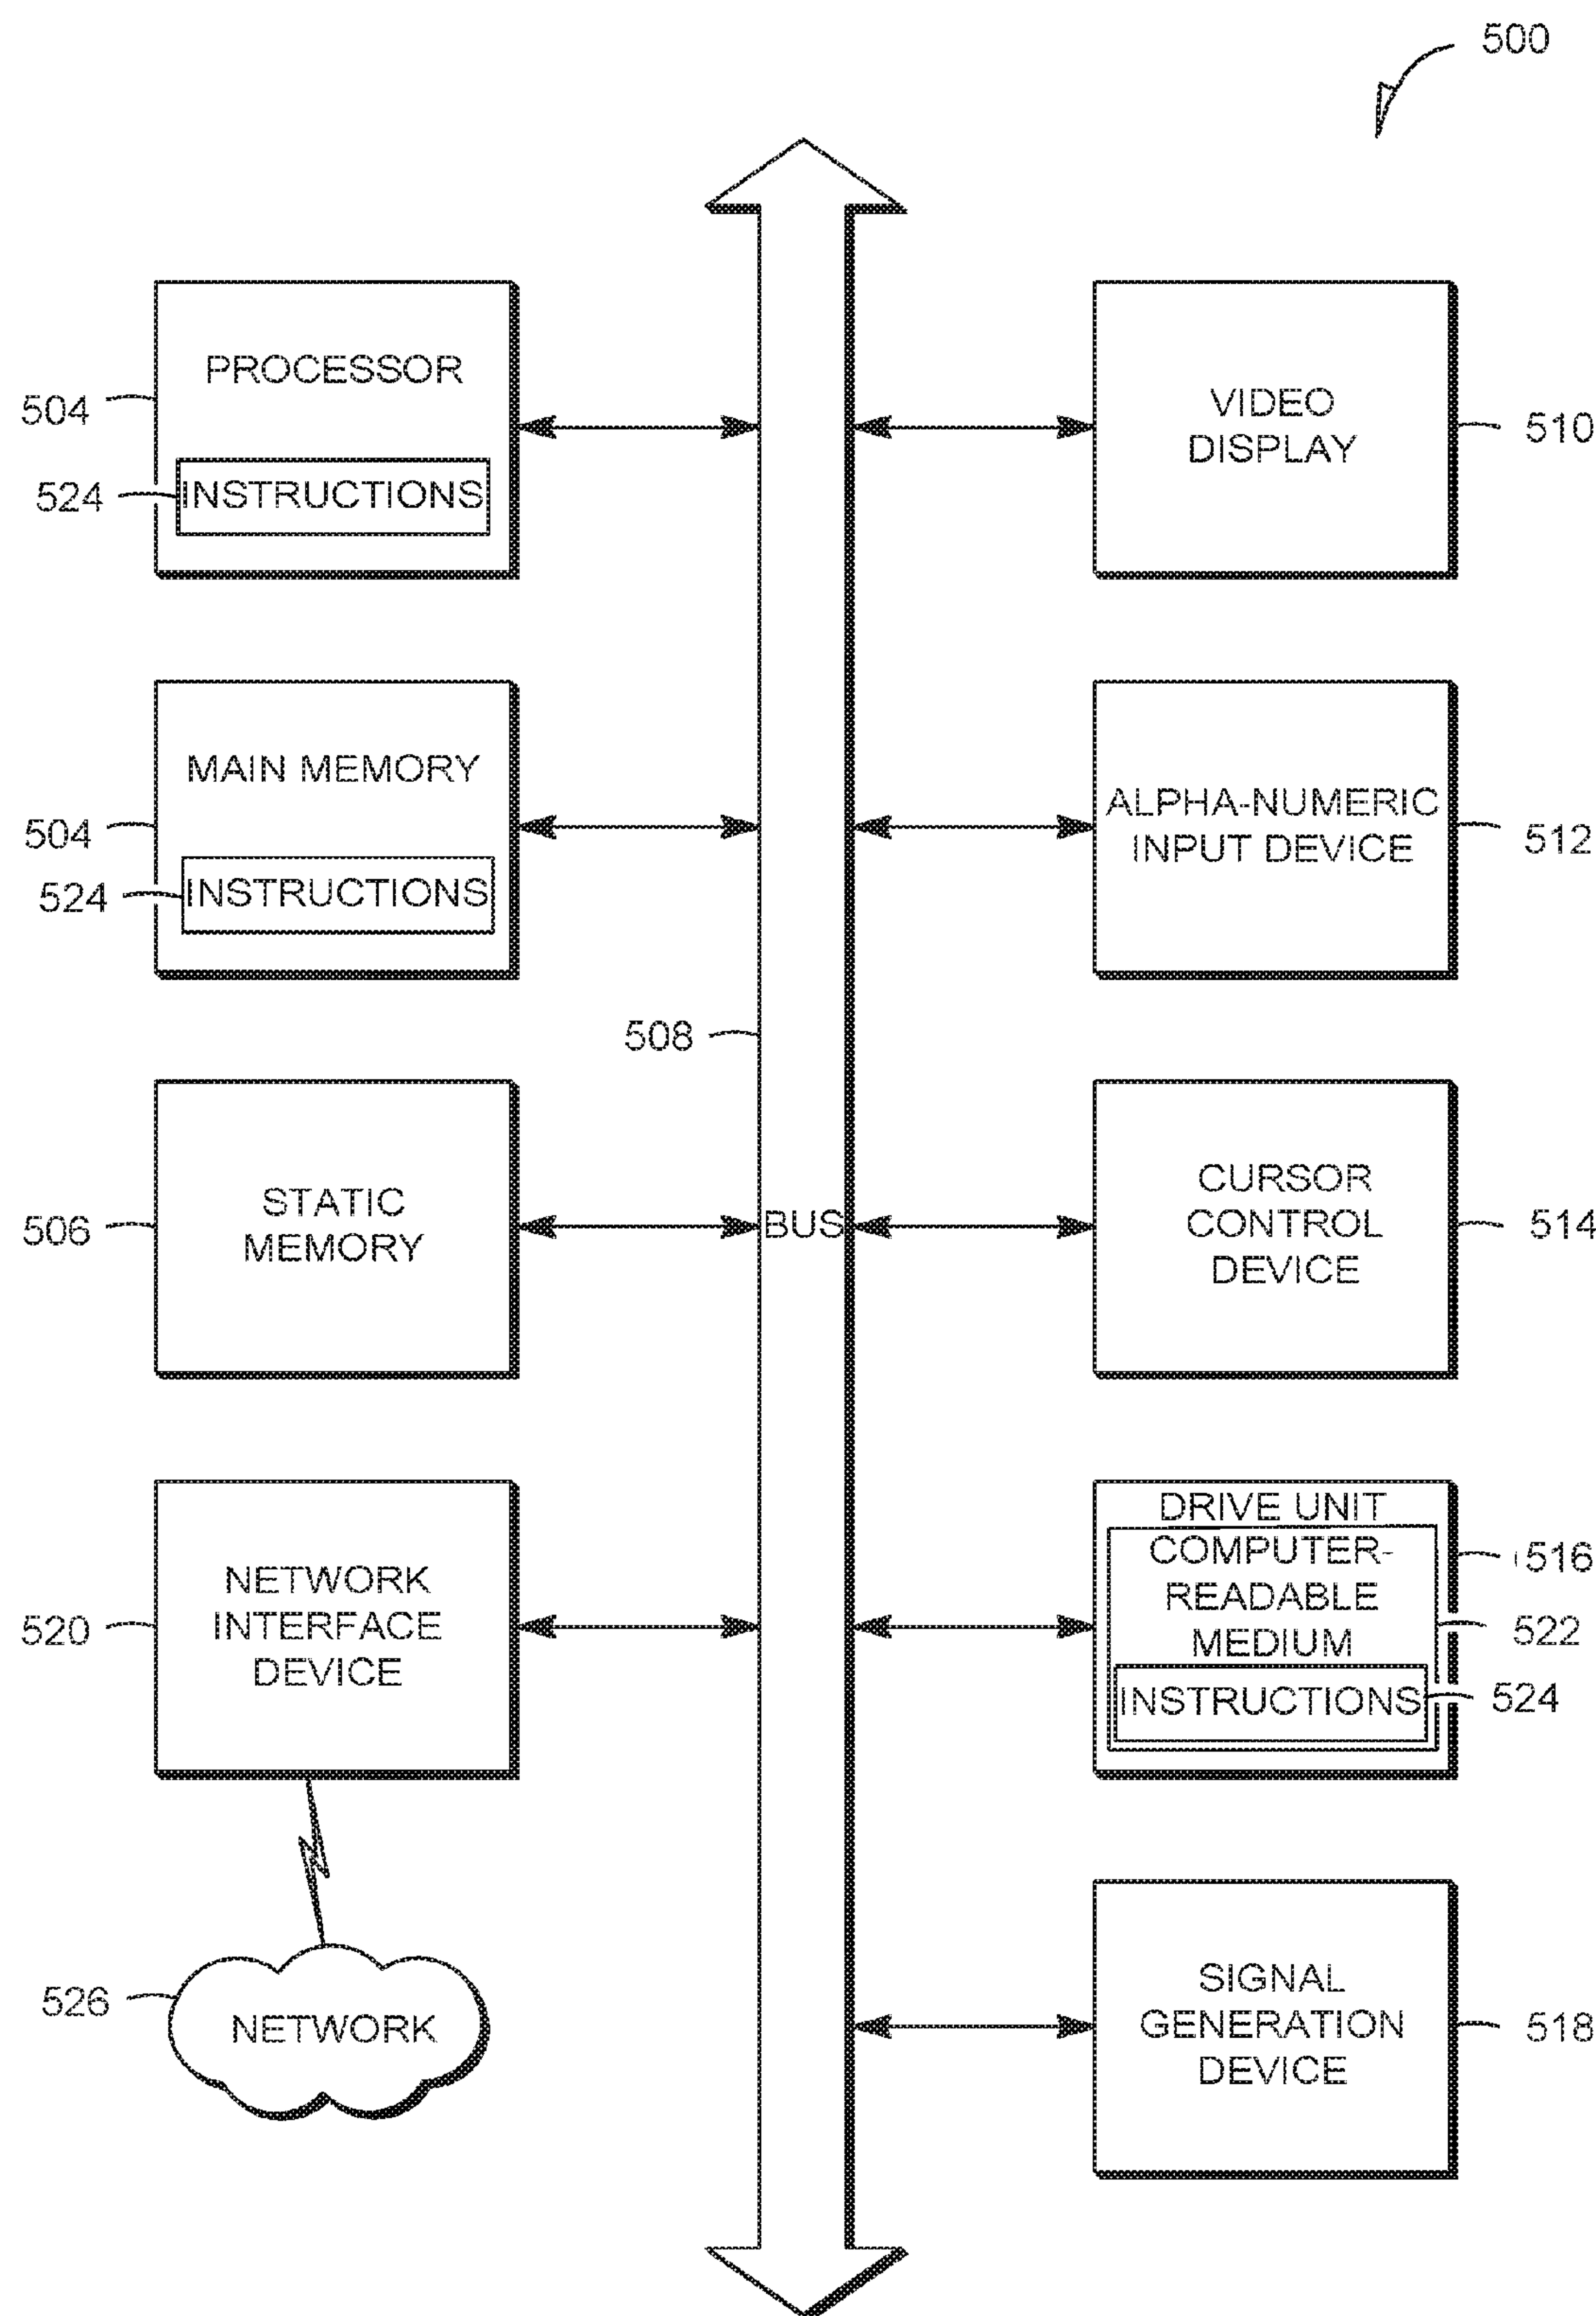 500
PROCESSOR
504
524
INSTRUCTIONS
VIDEO
DISPLAY
510
MAIN MEMORY
504
524
INSTRUCTIONS
ALPHA-NUMERIC
INPUT DEVICE
512
508
STATIC
MEMORY
506
BUS
CURSOR
CONTROL
DEVICE
514
NETWORK
INTERFACE
DEVICE
520
DRIVE UNIT
COMPUTER-
READABLE
MEDIUM
516
522
INSTRUCTIONS
524
526
NETWORK
SIGNAL
GENERATION
DEVICE
518